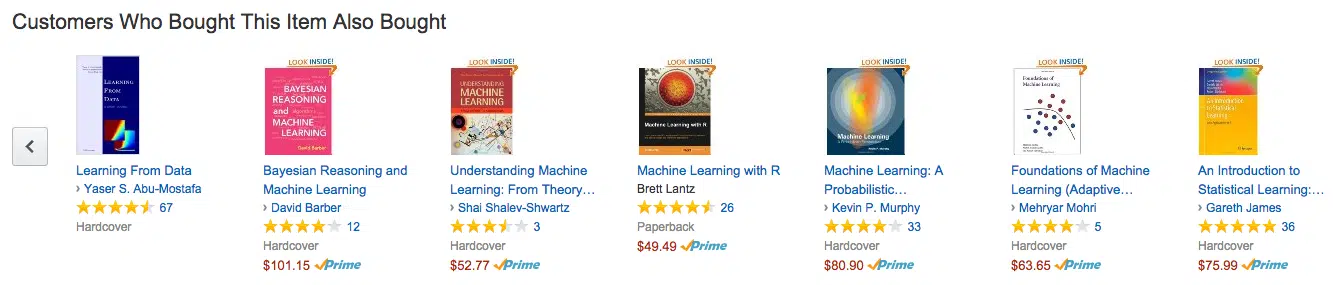 Customers Who Bought This Item Also Bought
LEARNING
FROM
DATA
Learning From Data
› Yaser S. Abu-Mostafa
67
Hardcover
LOOK INSIDE!
BAYESIAN
REASONING
and
MACHINE
LEARNING
David Barber
Bayesian Reasoning and
Machine Learning
› David Barber
12
Hardcover
$101.15 Prime
LOOK INSIDE!
UNDERSTANDING
MACHINE
LEARNING
Understanding Machine
Learning: From Theory…
› Shai Shalev-Shwartz
3
Hardcover
$52.77 Prime
LOOK INSIDE!
Machine Learning with R
Machine Learning with R
Brett Lantz
26
Paperback
$49.49 Prime
LOOK INSIDE!
Machine Learning
Kevin P. Murphy
Machine Learning: A
Probabilistic…
› Kevin P. Murphy
33
Hardcover
$80.90 Prime
LOOK INSIDE!
Foundations of
Machine Learning
Foundations of Machine
Learning (Adaptive…
› Mehryar Mohri
5
Hardcover
$63.65 Prime
LOOK INSIDE!
An Introduction
to Statistical
Learning
An Introduction to
Statistical Learning:…
› Gareth James
36
Hardcover
$75.99 Prime